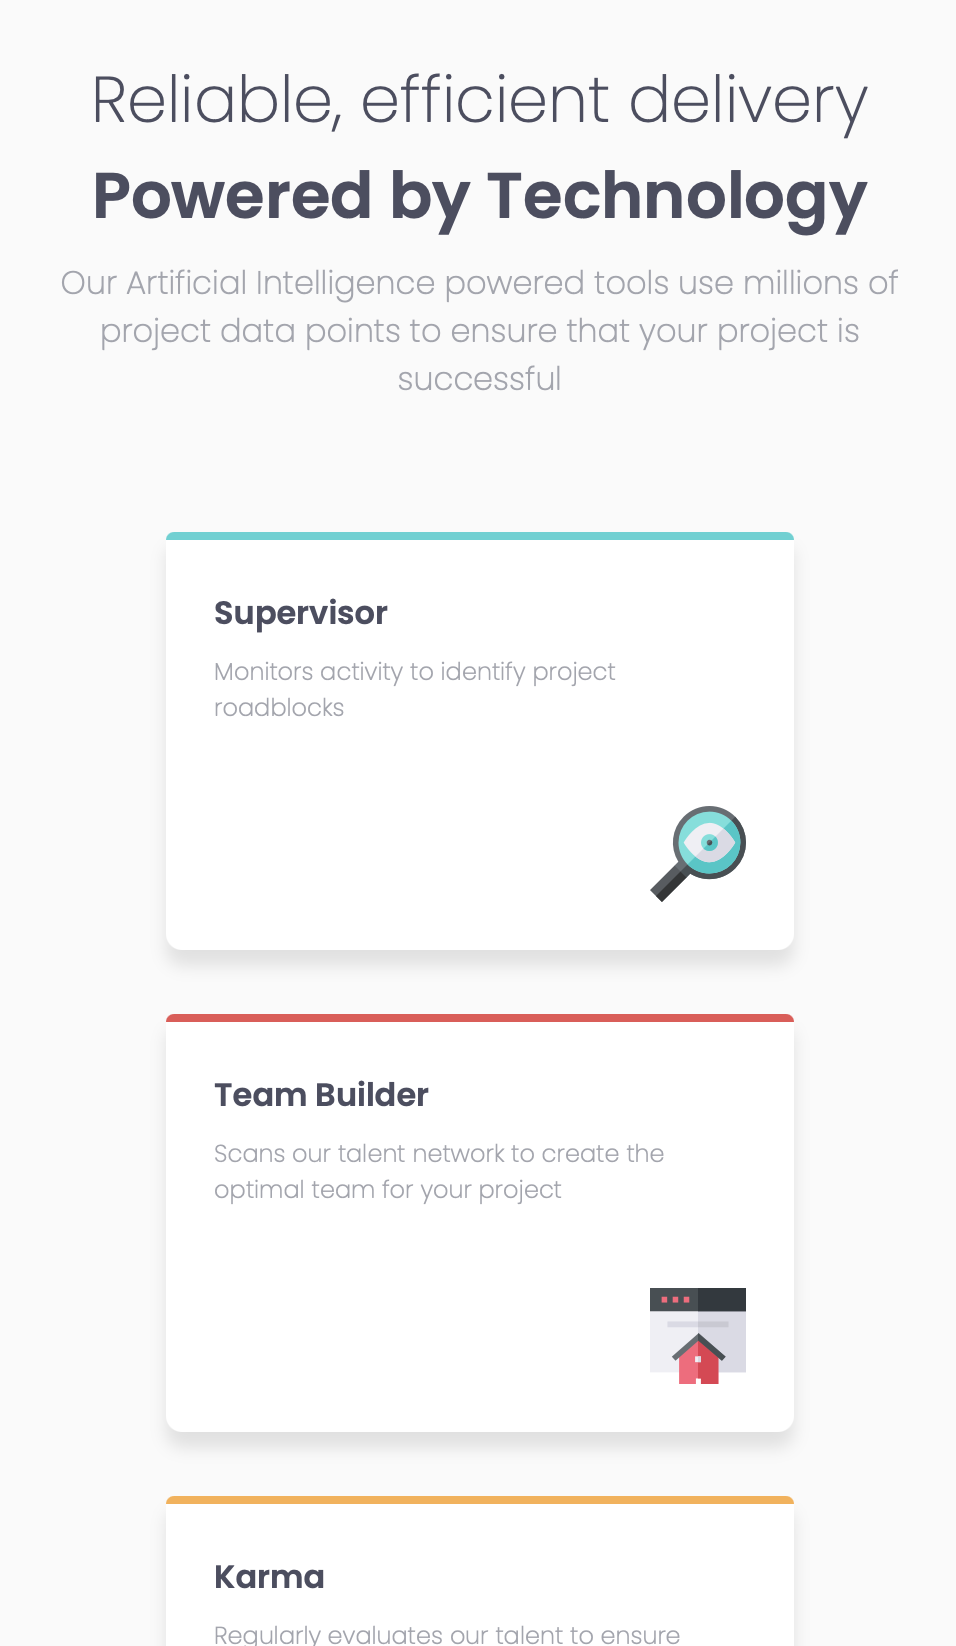 Reliable, efficient delivery
Powered by Technology
Our Artificial Intelligence powered tools use millions of
project data points to ensure that your project is
successful
Supervisor
Monitors activity to identify project
roadblocks
Team Builder
Scans our talent network to create the
optimal team for your project
Karma
Regularly evaluates our talent to ensure